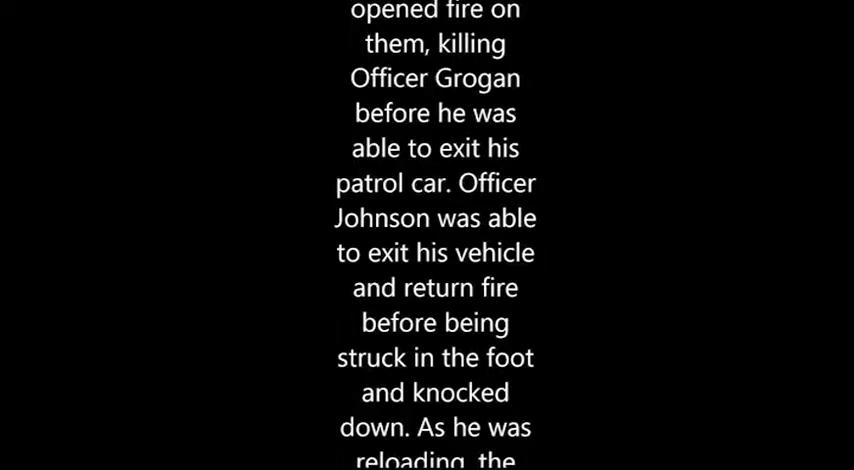 opened fire on
them, killing
Officer Grogan
before he was
able to exit his
patrol car. Officer
Johnson was able
to exit his vehicle
and return fire
before being
struck in the foot
and knocked
down. As he was
reloading, the